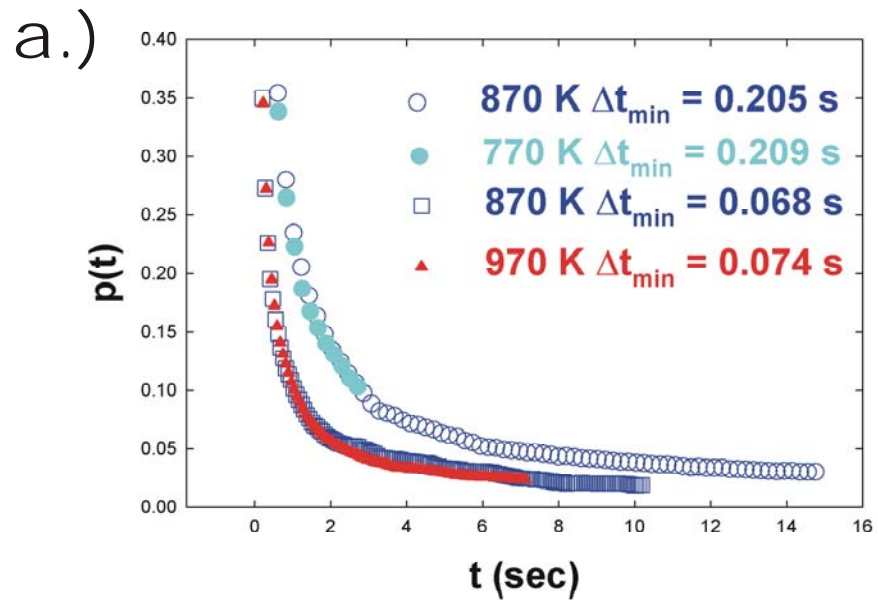 a.)
0.40
0.35
0.30
0.25
0.20
0.15
0.10
0.05
0.00
p(t)
870 K Δtmin = 0.205 s
770 K Δtmin = 0.209 s
870 K Δtmin = 0.068 s
970 K Δtmin = 0.074 s
0 2 4 6 8 10 12 14 16
t (sec)